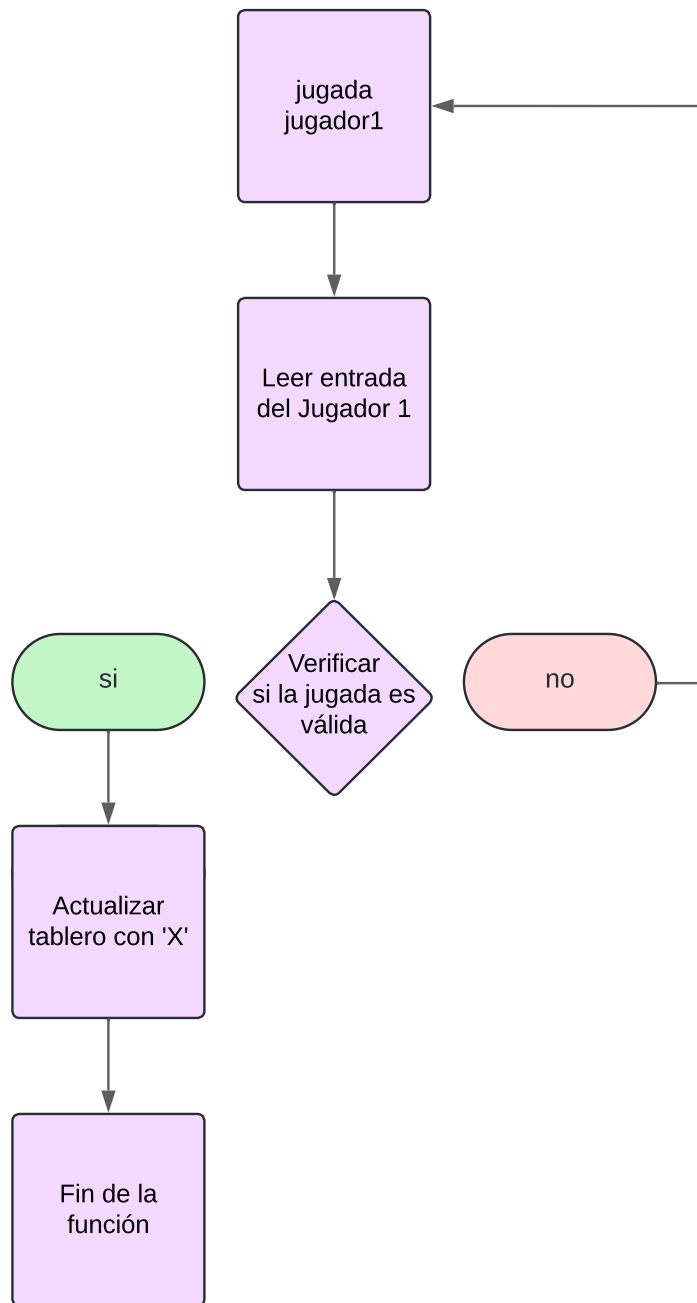 jugada
jugador1
Leer entrada
del Jugador 1
si
Verificar
si la jugada es
válida
no
Actualizar
tablero con 'X'
Fin de la
función